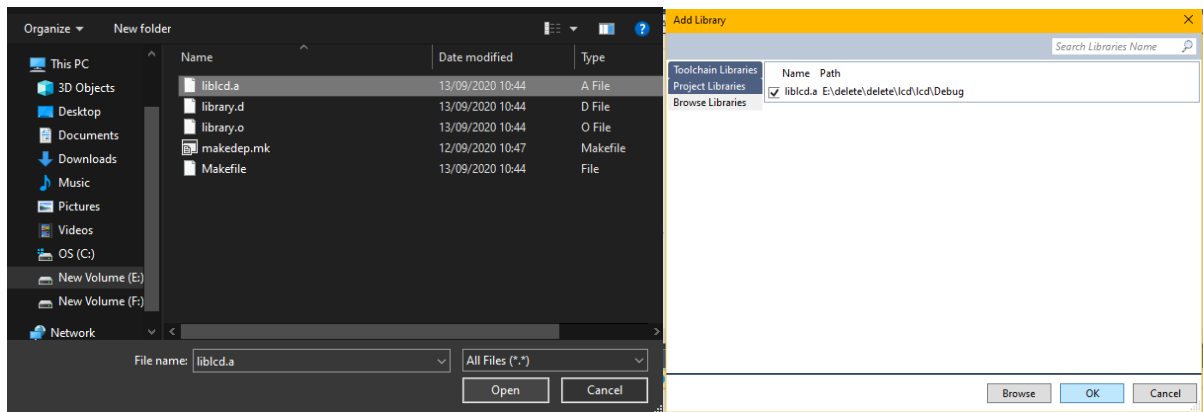 Organize New folder
This PC
3D Objects
Desktop
Documents
Downloads
Music
Pictures
Videos
OS (C:)
New Volume (E:)
New Volume (F:)
Network
Name Date modified Type
liblcd.a 13/09/2020 10:44 A File
library.d 13/09/2020 10:44 D File
library.o 13/09/2020 10:44 O File
makedep.mk 12/09/2020 10:47 Makefile
Makefile 13/09/2020 10:44 File
File name: liblcd.a All Files (*.*)
Open Cancel
Add Library
Search Libraries Name
Toolchain Libraries
Project Libraries
Browse Libraries
Name Path
liblcd.a E:\delete\delete\lcd\lcd\Debug
Browse OK Cancel